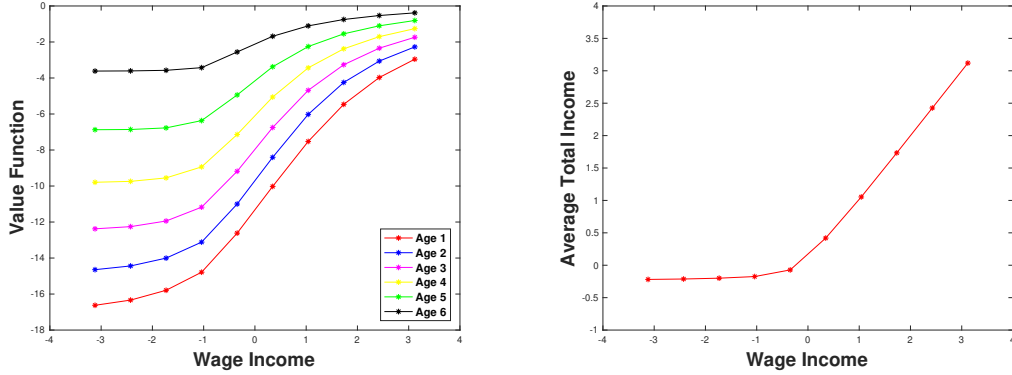 Value Function
0
-2
-4
-6
-8
-10
-12
-14
-16
-18
-4 -3 -2 -1 0 1 2 3 4
Wage Income
Age 1
Age 2
Age 3
Age 4
Age 5
Age 6
Average Total Income
4
3.5
3
2.5
2
1.5
1
0.5
0
-0.5
-1
-4 -3 -2 -1 0 1 2 3 4
Wage Income